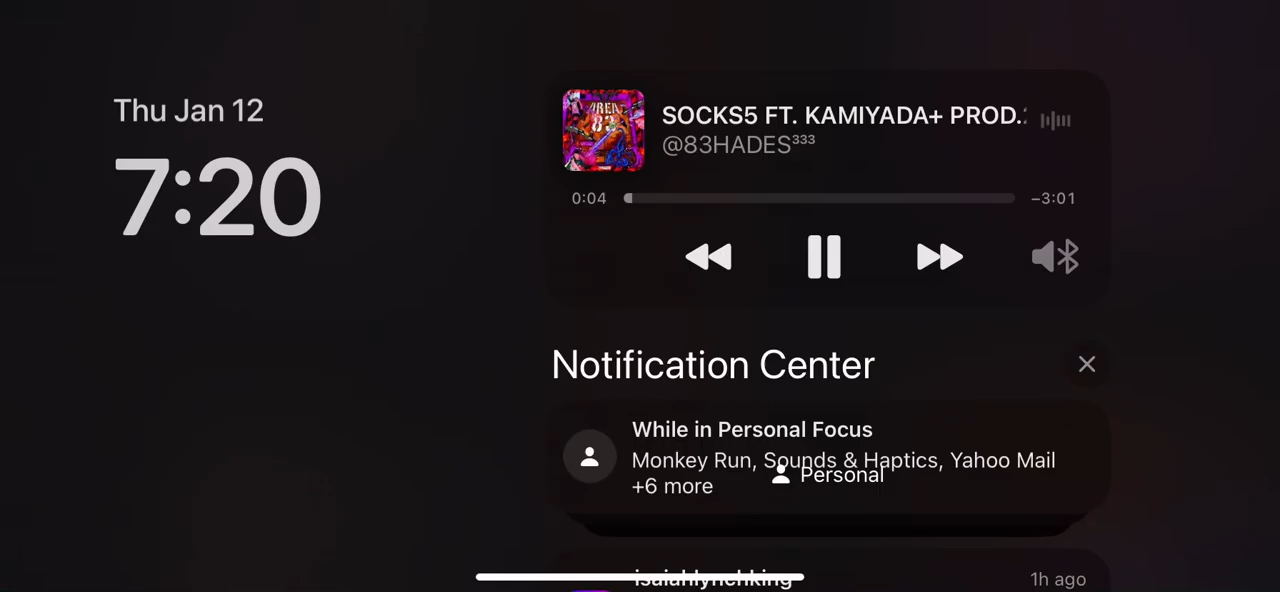 Thu Jan 12
7:20
SOCKS5 FT. KAMIYADA+ PROD.
@83HADES³³³
0:04
−3:01
Notification Center
While in Personal Focus
Monkey Run, Sounds & Haptics, Yahoo Mail
+6 more
Personal
isaiahlynchking
1h ago